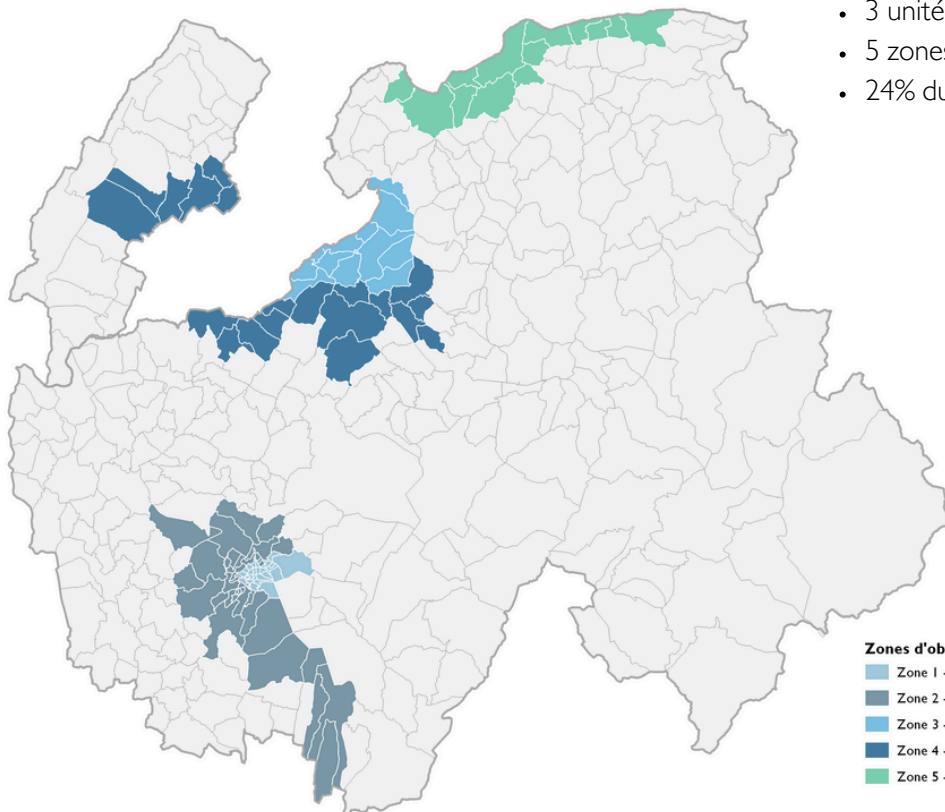 • 3 unité
• 5 zones
• 24% du
Zones d'ob
Zone 1 -
Zone 2 -
Zone 3 -
Zone 4 -
Zone 5 -